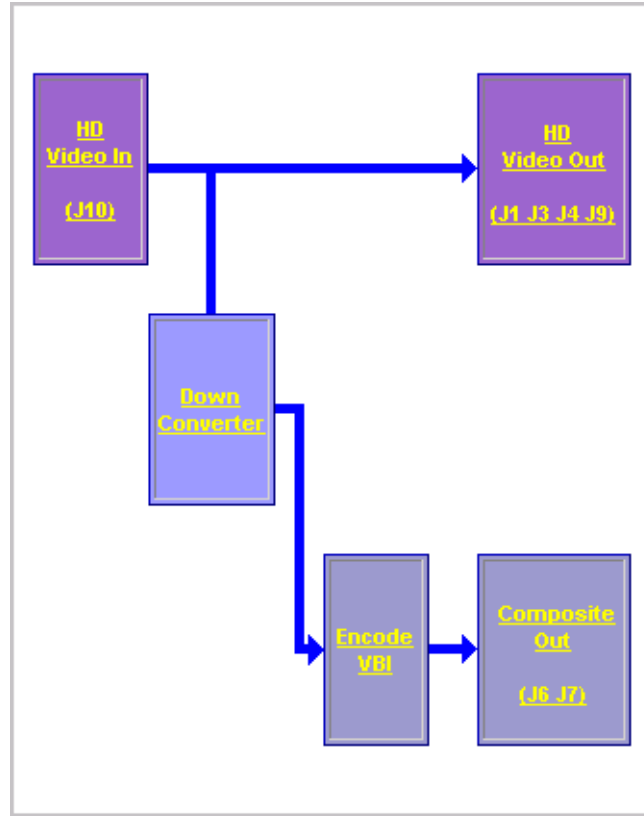 HD
Video In
(J10)
HD
Video Out
(J1 J3 J4 J9)
Down
Converter
Encode
VBI
Composite
Out
(J6 J7)